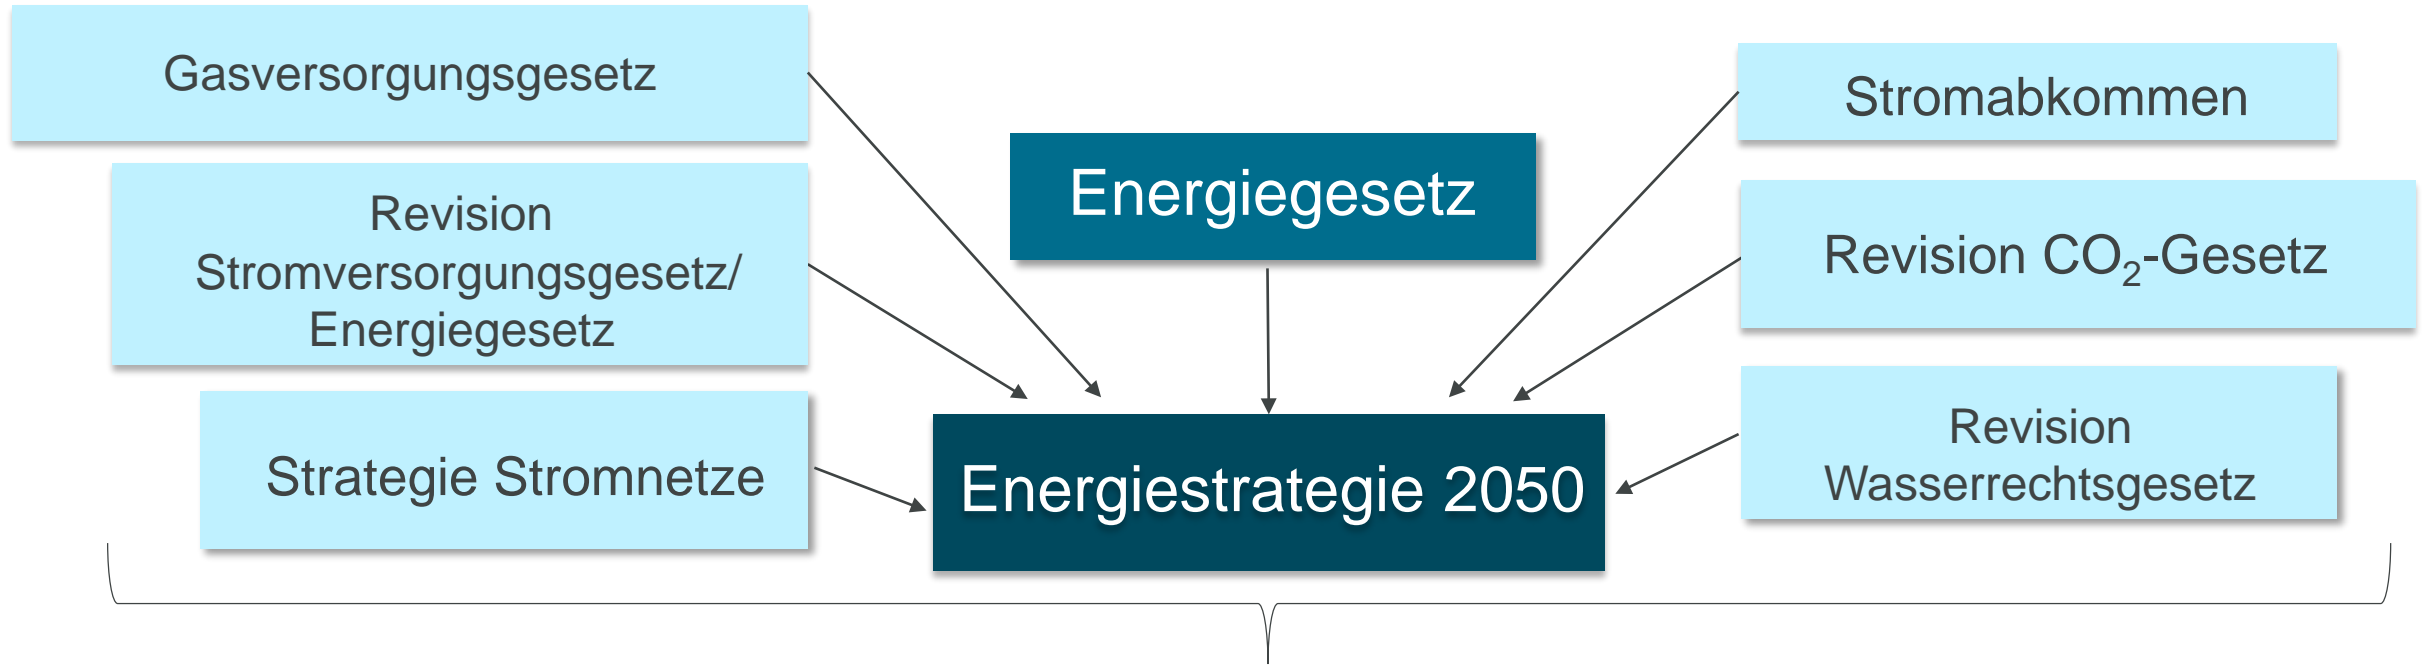 Gasversorgungsgesetz
Revision
Stromversorgungsgesetz/
Energiegesetz
Strategie Stromnetze
Energiegesetz
Energiestrategie 2050
Stromabkommen
Revision CO₂-Gesetz
Revision
Wasserrechtsgesetz